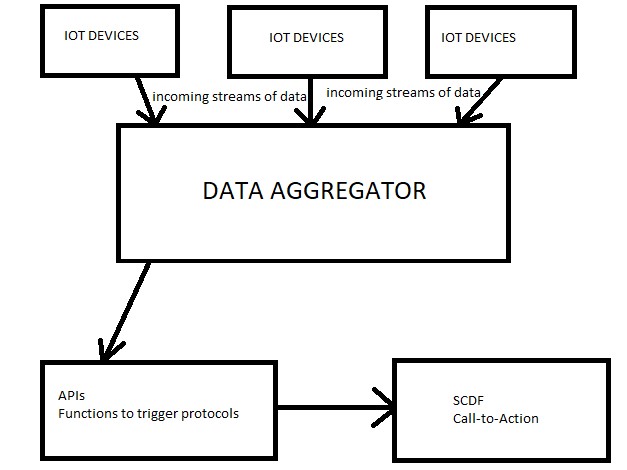 IOT DEVICES
IOT DEVICES
IOT DEVICES
incoming streams of data
incoming streams of data
DATA AGGREGATOR
APIs
Functions to trigger protocols
SCDF
Call-to-Action